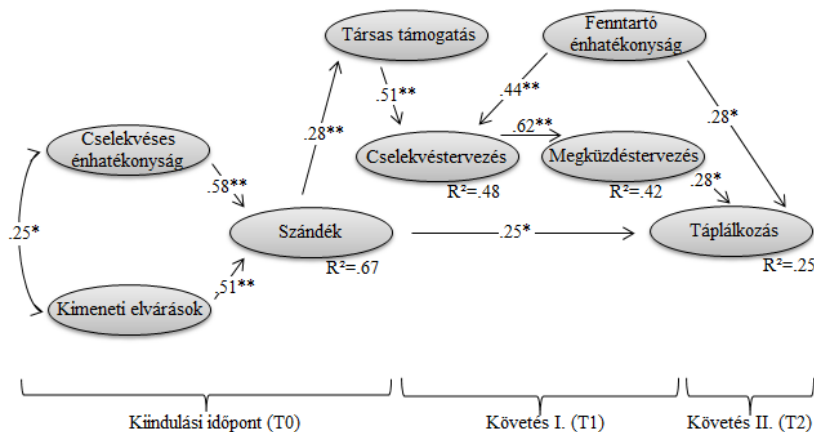 Társas támogatás
Fenntartó
énhatékonyság
.51**
.44**
Cselekvéses
énhatékonyság
.28**
.62**
.28*
Cselekvéstervezés
Megküzdéstervezés
.58**
R²=.48
R²=.42
.28*
.25*
Szándék
.25*
Táplálkozás
R²=.67
R²=.25
Kimeneti elvárások
.51**
Kiindulási időpont (T0)
Követés I. (T1)
Követés II. (T2)